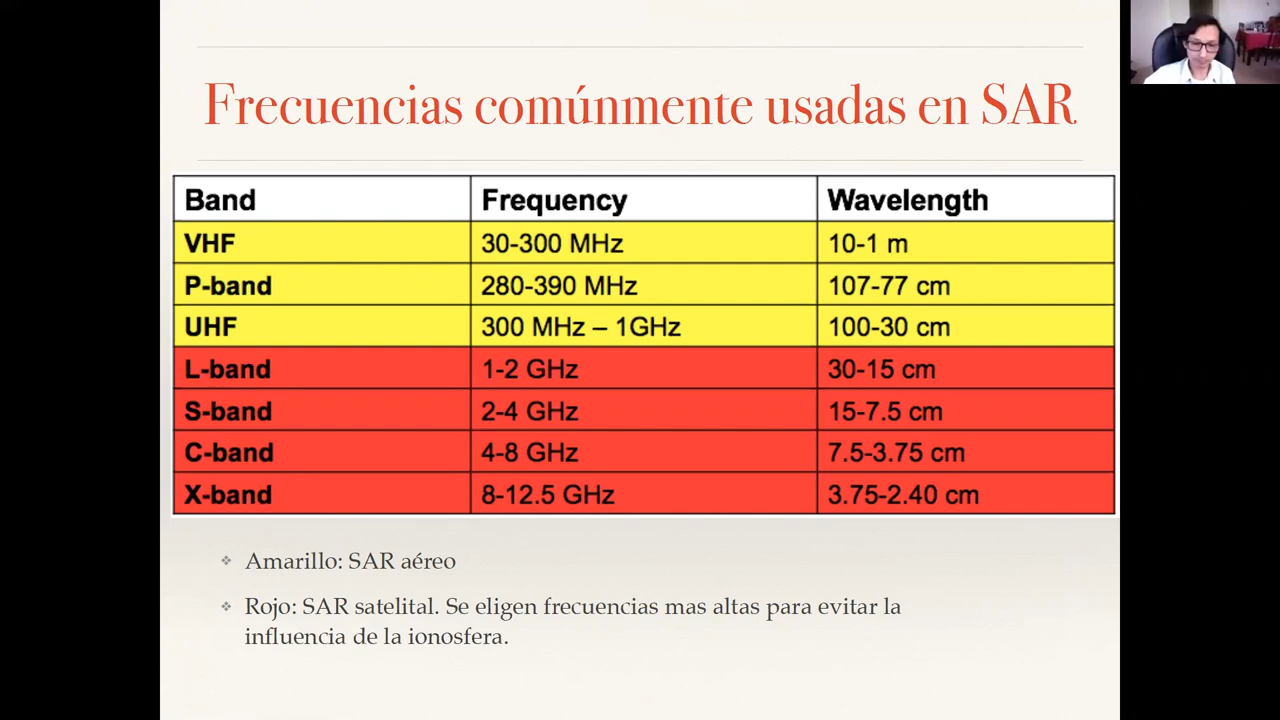 Frecuencias comúnmente usadas en SAR
Band Frequency Wavelength
VHF 30-300 MHz 10-1 m
P-band 280-390 MHz 107-77 cm
UHF 300 MHz – 1GHz 100-30 cm
L-band 1-2 GHz 30-15 cm
S-band 2-4 GHz 15-7.5 cm
C-band 4-8 GHz 7.5-3.75 cm
X-band 8-12.5 GHz 3.75-2.40 cm
❖ Amarillo: SAR aéreo
❖ Rojo: SAR satelital. Se eligen frecuencias mas altas para evitar la
influencia de la ionosfera.